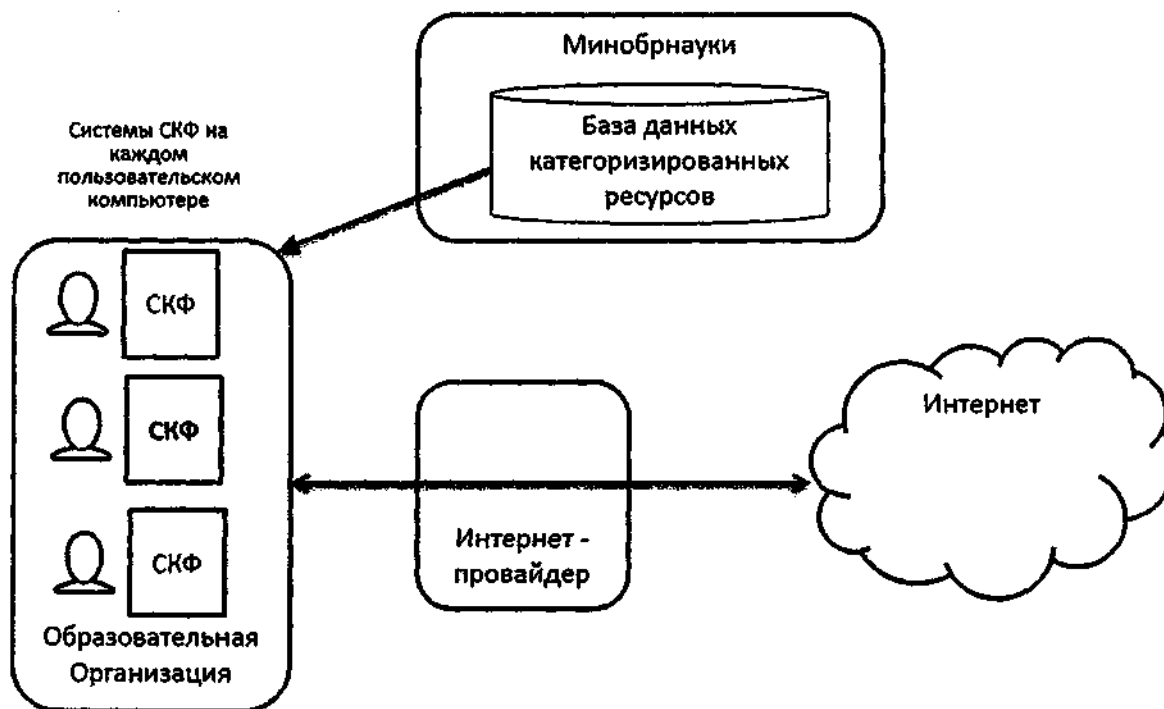 Минобрнауки
База данных
категоризированных
ресурсов
Системы СКФ на
каждом
пользовательском
компьютере
СКФ
СКФ
СКФ
Образовательная
Организация
Интернет -
провайдер
Интернет